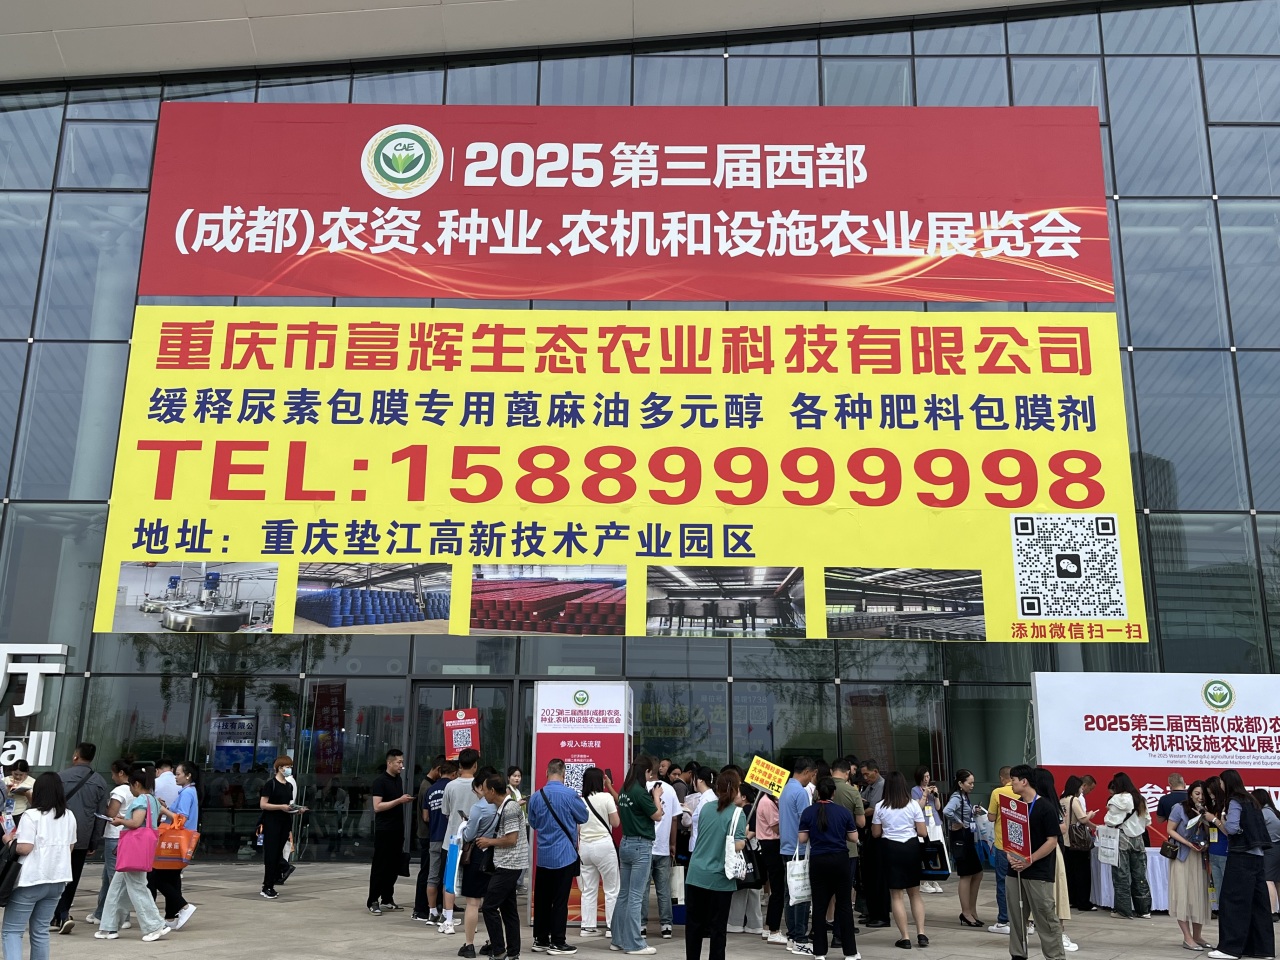 CAE
2025第三届西部
(成都)农资、种业、农机和设施农业展览会
重庆市富辉生态农业科技有限公司
缓释尿素包膜专用蓖麻油多元醇 各种肥料包膜剂
TEL:15889999998
地址：重庆垫江高新技术产业园区
添加微信扫一扫
厅
all
2025第三届西部(成都)农资、
种业、农机和设施农业展览会
参观入场流程
代工
CAE
2025第三届西部(成都)农
农机和设施农业展